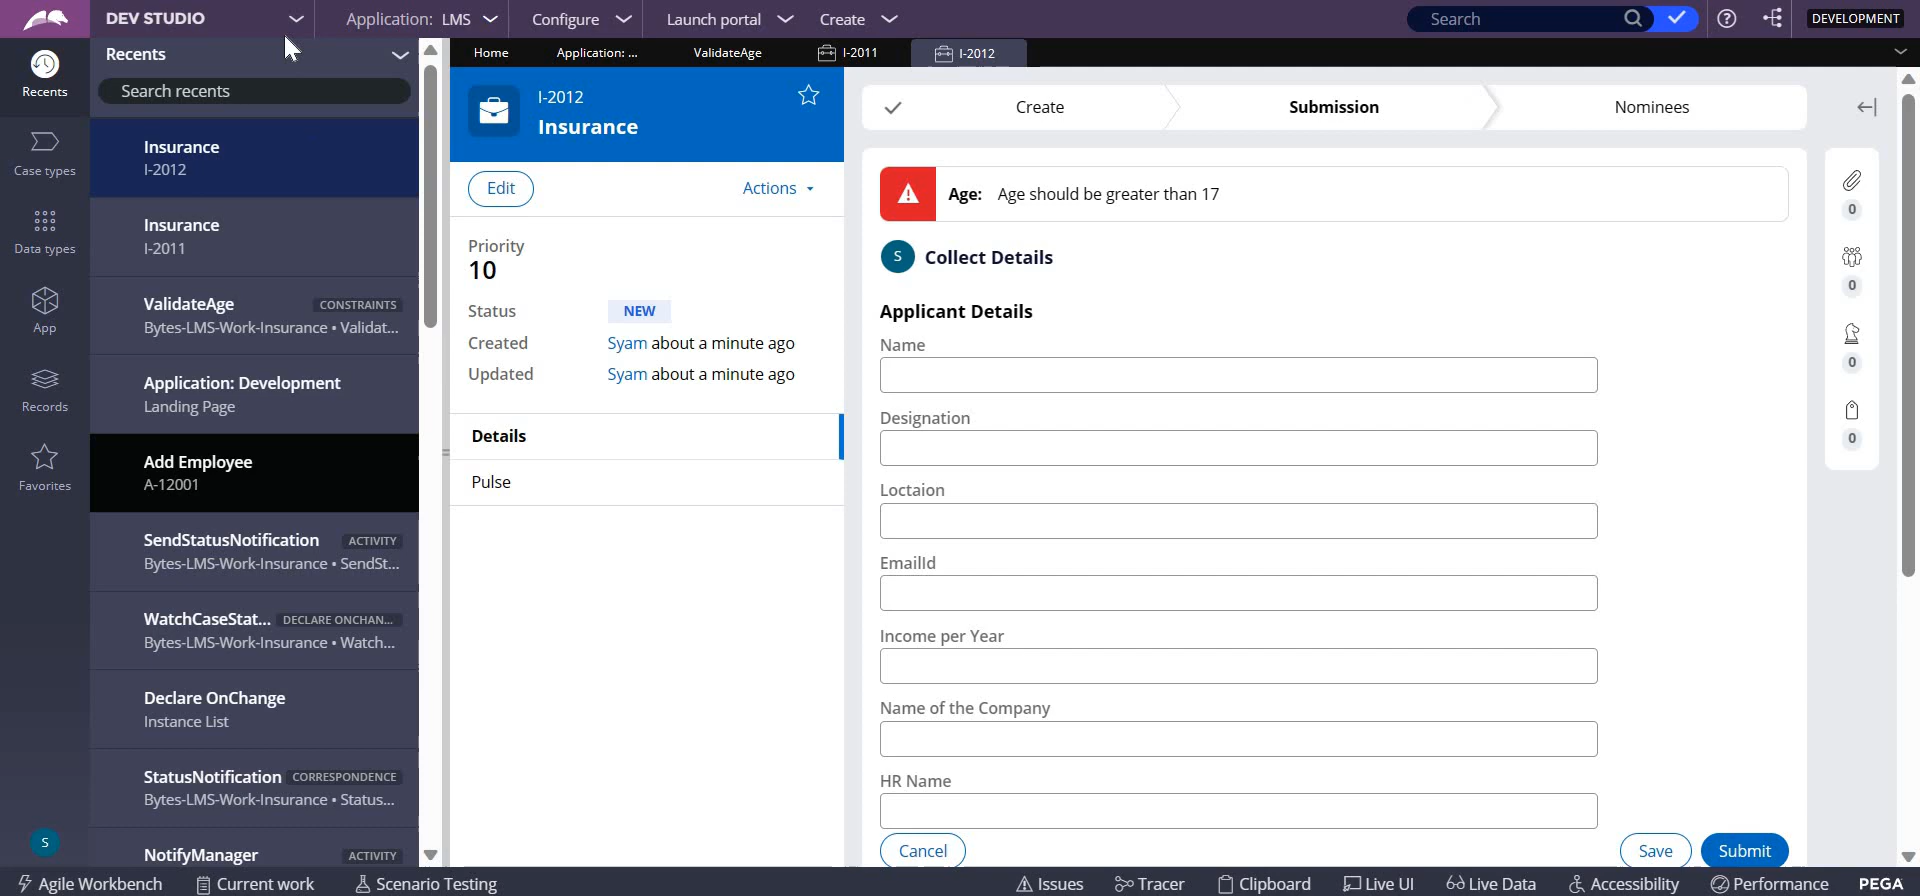 DEV STUDIO
Application: LMS
Configure
Launch portal
Create
Search
DEVELOPMENT
Recents
Case types
Data types
App
Records
Favorites
S
Recents
Search recents
Insurance
I-2012
Insurance
I-2011
ValidateAge CONSTRAINTS
Bytes-LMS-Work-Insurance • Validat...
Application: Development
Landing Page
Add Employee
A-12001
SendStatusNotification ACTIVITY
Bytes-LMS-Work-Insurance • SendSt...
WatchCaseStat... DECLARE ONCHAN...
Bytes-LMS-Work-Insurance • Watch...
Declare OnChange
Instance List
StatusNotification CORRESPONDENCE
Bytes-LMS-Work-Insurance • Status...
NotifyManager ACTIVITY
Home
Application: ...
ValidateAge
I-2011
I-2012
I-2012
Insurance
Edit
Actions
Priority
10
Status NEW
Created Syam about a minute ago
Updated Syam about a minute ago
Details
Pulse
Create
Submission
Nominees
Age: Age should be greater than 17
S Collect Details
Applicant Details
Name
Designation
Loctaion
EmailId
Income per Year
Name of the Company
HR Name
Cancel
Save
Submit
0
0
0
0
Agile Workbench
Current work
Scenario Testing
Issues
Tracer
Clipboard
Live UI
Live Data
Accessibility
Performance
PEGA